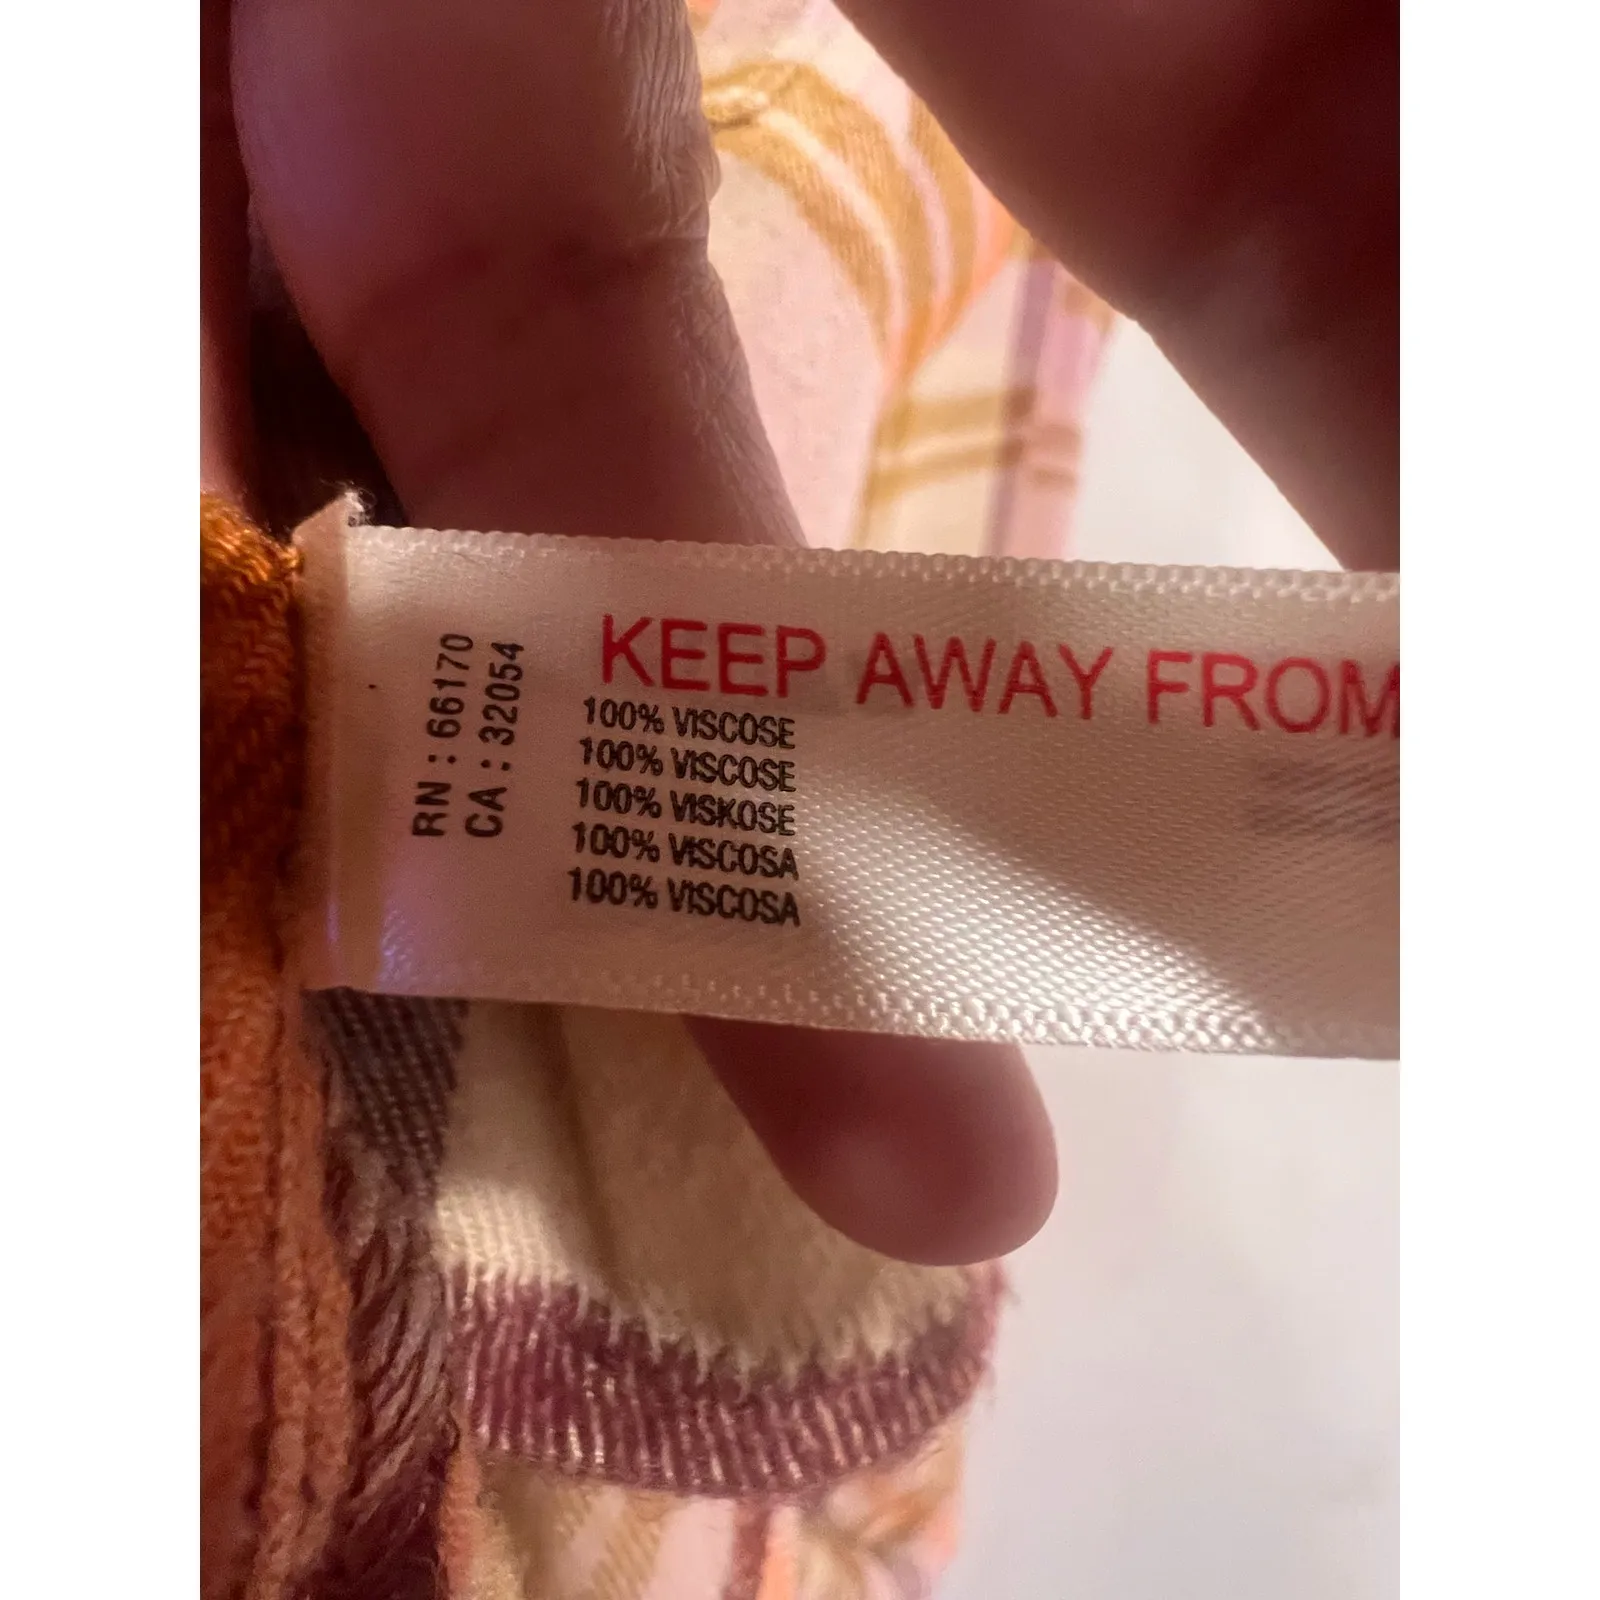 RN : 66170
CA : 32054
KEEP AWAY FROM
100% VISCOSE
100% VISCOSE
100% VISKOSE
100% VISCOSA
100% VISCOSA